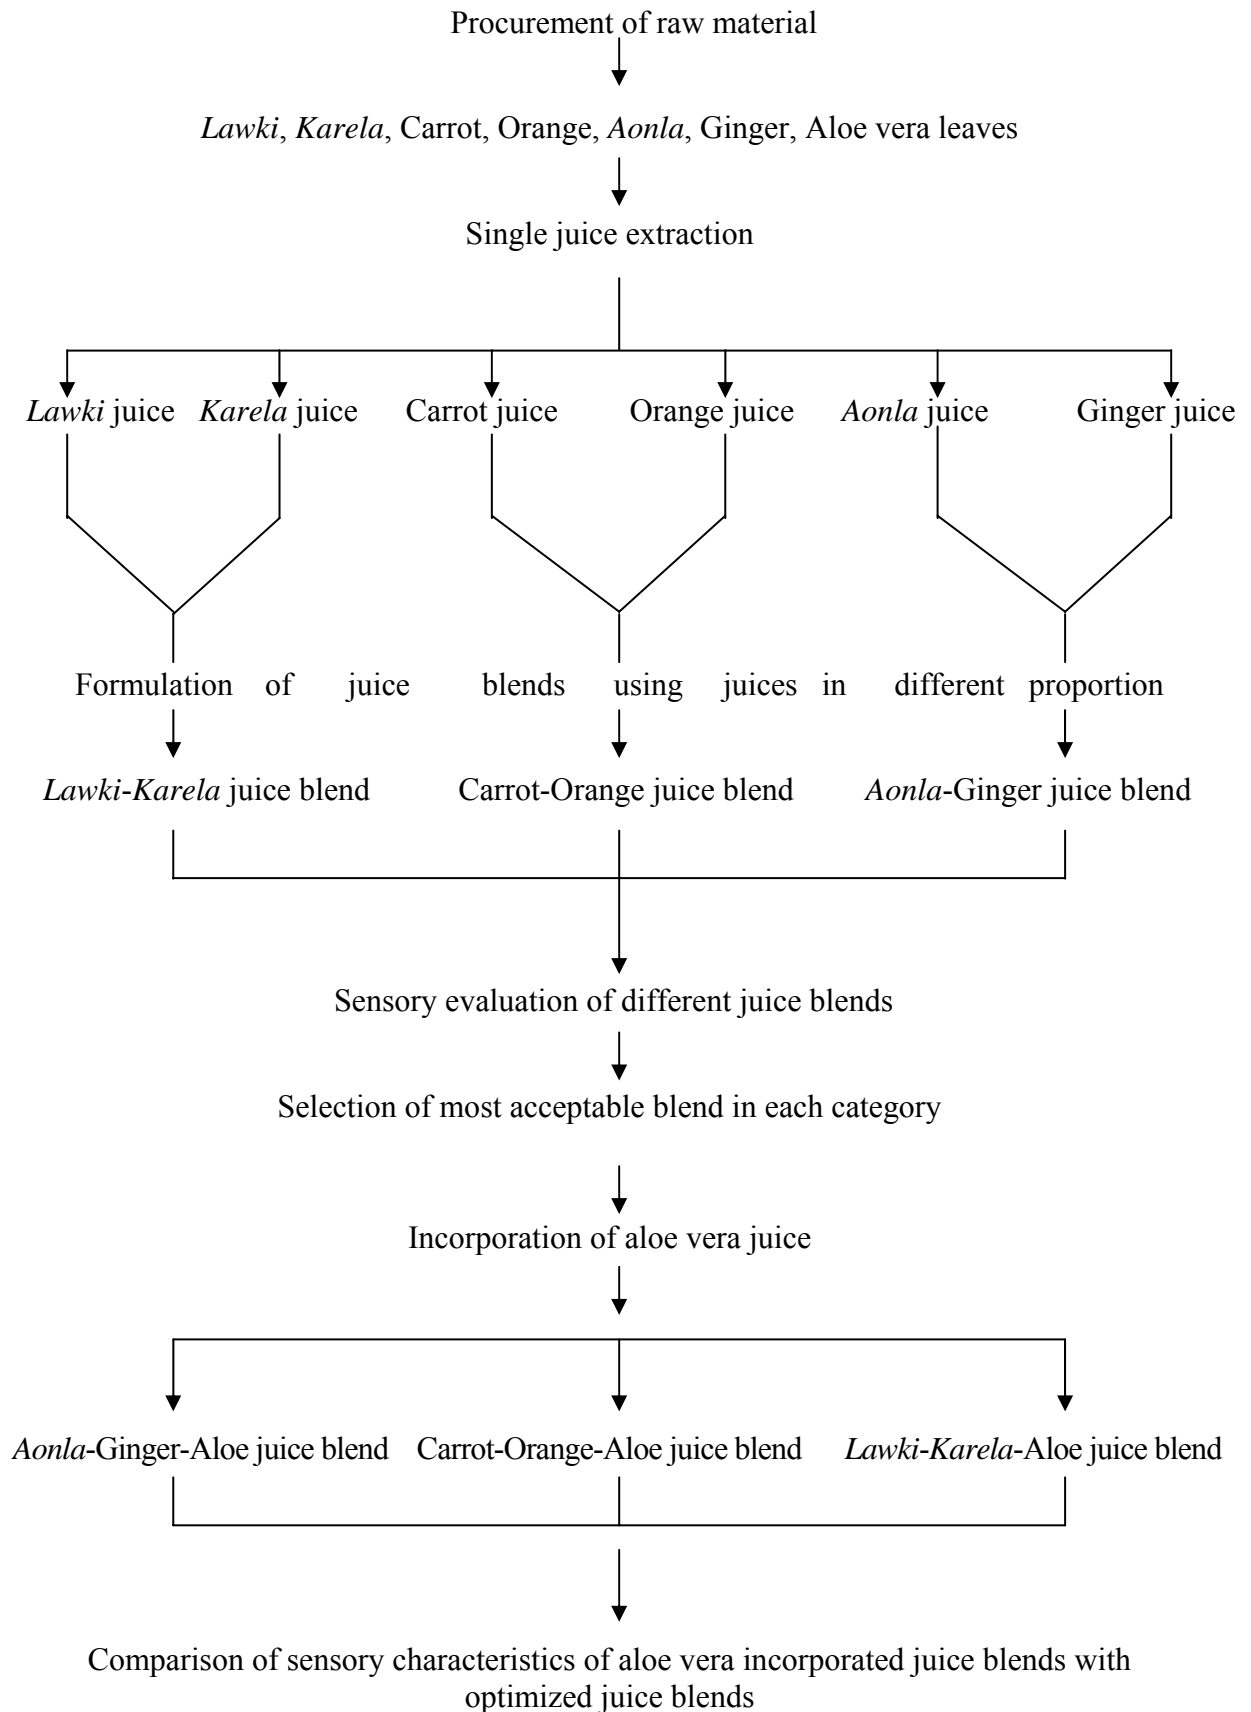 Procurement of raw material
Lawki, Karela, Carrot, Orange, Aonla, Ginger, Aloe vera leaves
Single juice extraction
Lawki juice Karela juice Carrot juice Orange juice Aonla juice Ginger juice
Formulation of juice blends using juices in different proportion
Lawki-Karela juice blend Carrot-Orange juice blend Aonla-Ginger juice blend
Sensory evaluation of different juice blends
Selection of most acceptable blend in each category
Incorporation of aloe vera juice
Aonla-Ginger-Aloe juice blend Carrot-Orange-Aloe juice blend Lawki-Karela-Aloe juice blend
Comparison of sensory characteristics of aloe vera incorporated juice blends with
optimized juice blends